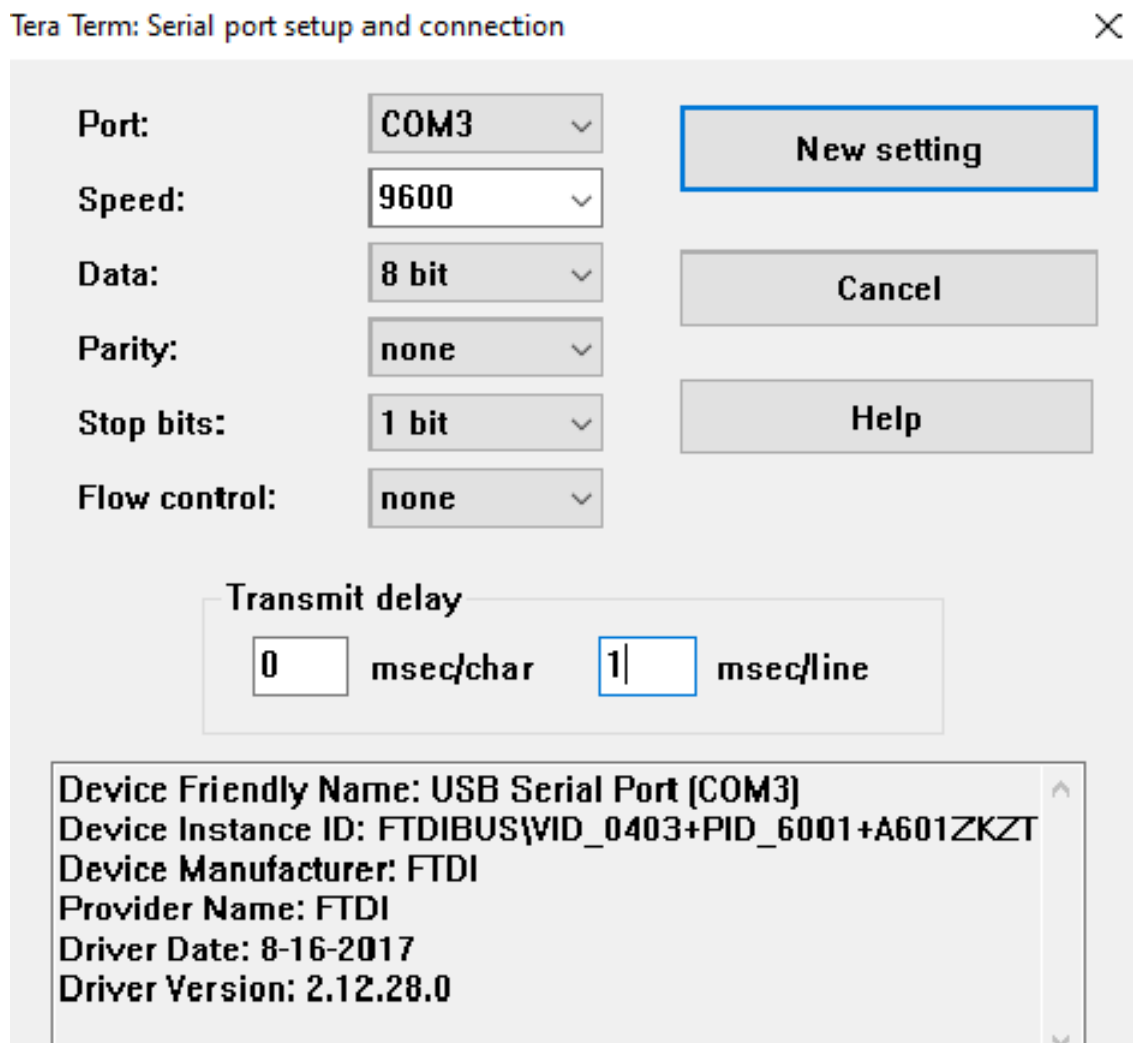 Tera Term: Serial port setup and connection
Port: COM3
New setting
Speed: 9600
Data: 8 bit
Cancel
Parity: none
Stop bits: 1 bit
Help
Flow control: none
Transmit delay
0 msec/char 1 msec/line
Device Friendly Name: USB Serial Port (COM3)
Device Instance ID: FTDIBUS\VID_0403+PID_6001+A601ZKZT
Device Manufacturer: FTDI
Provider Name: FTDI
Driver Date: 8-16-2017
Driver Version: 2.12.28.0